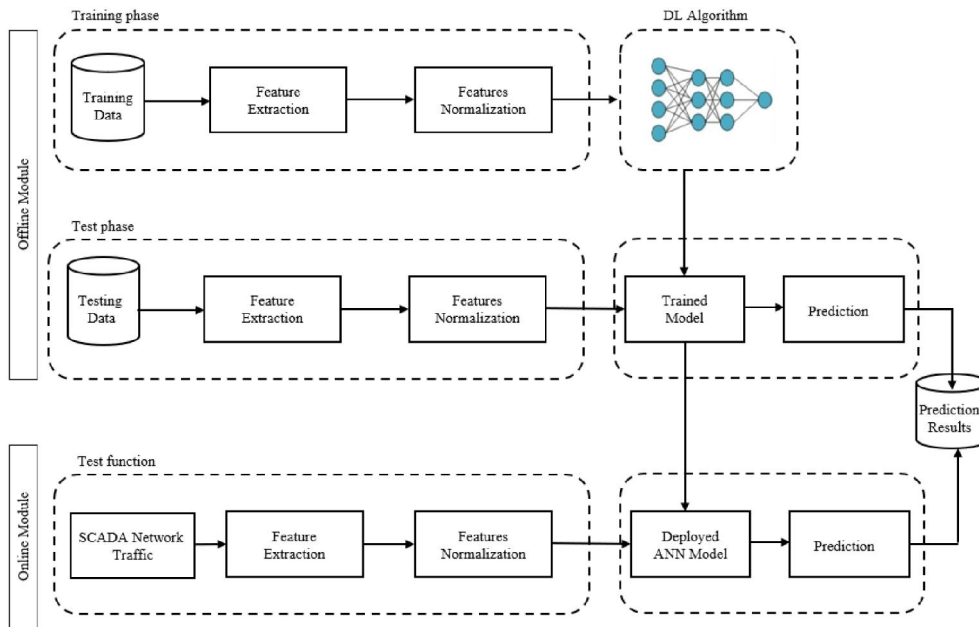 Training phase
DL Algorithm
Offline Module
Training
Data
Feature
Extraction
Features
Normalization
Test phase
Testing
Data
Feature
Extraction
Features
Normalization
Trained
Model
Prediction
Prediction
Results
Online Module
Test function
SCADA Network
Traffic
Feature
Extraction
Features
Normalization
Deployed
ANN Model
Prediction